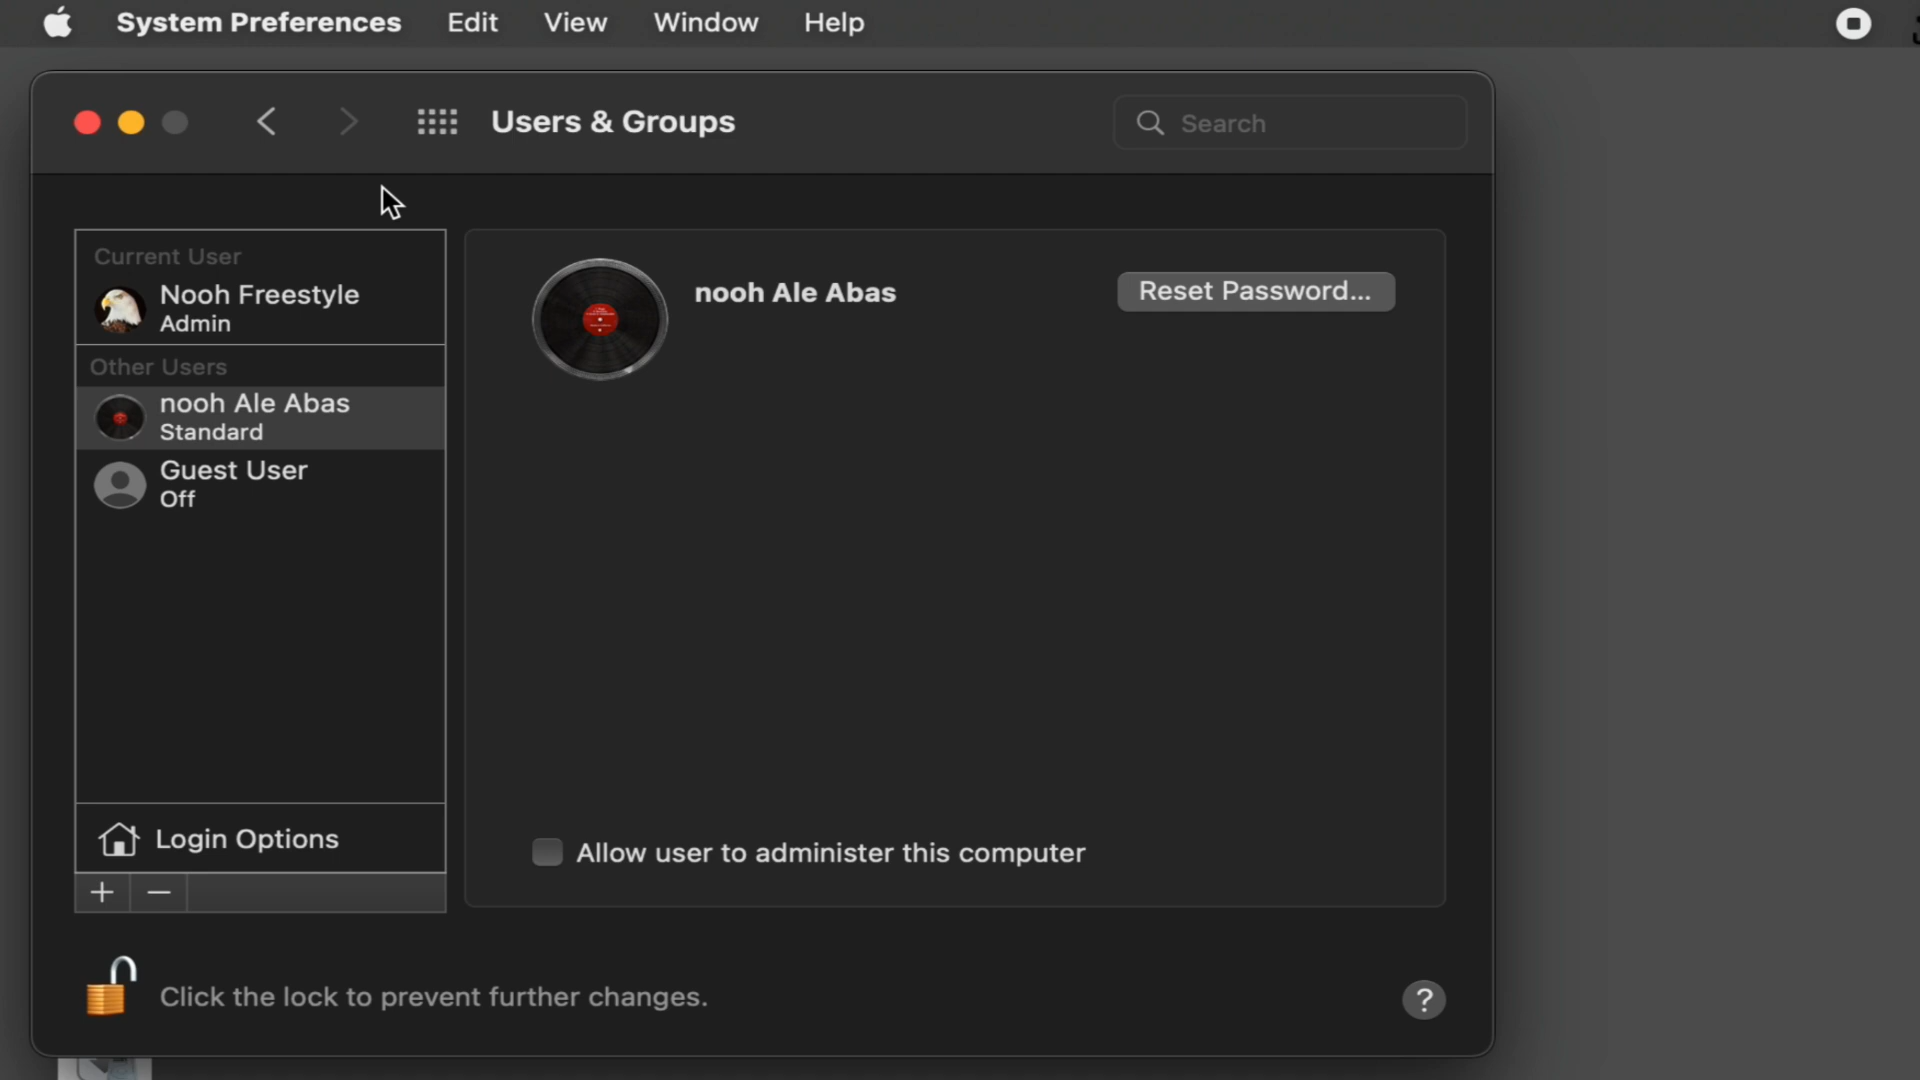 System Preferences Edit View Window Help
Users & Groups
Search
Current User
Nooh Freestyle
Admin
Other Users
nooh Ale Abas
Standard
Guest User
Off
Login Options
nooh Ale Abas
Reset Password...
Allow user to administer this computer
Click the lock to prevent further changes.
?